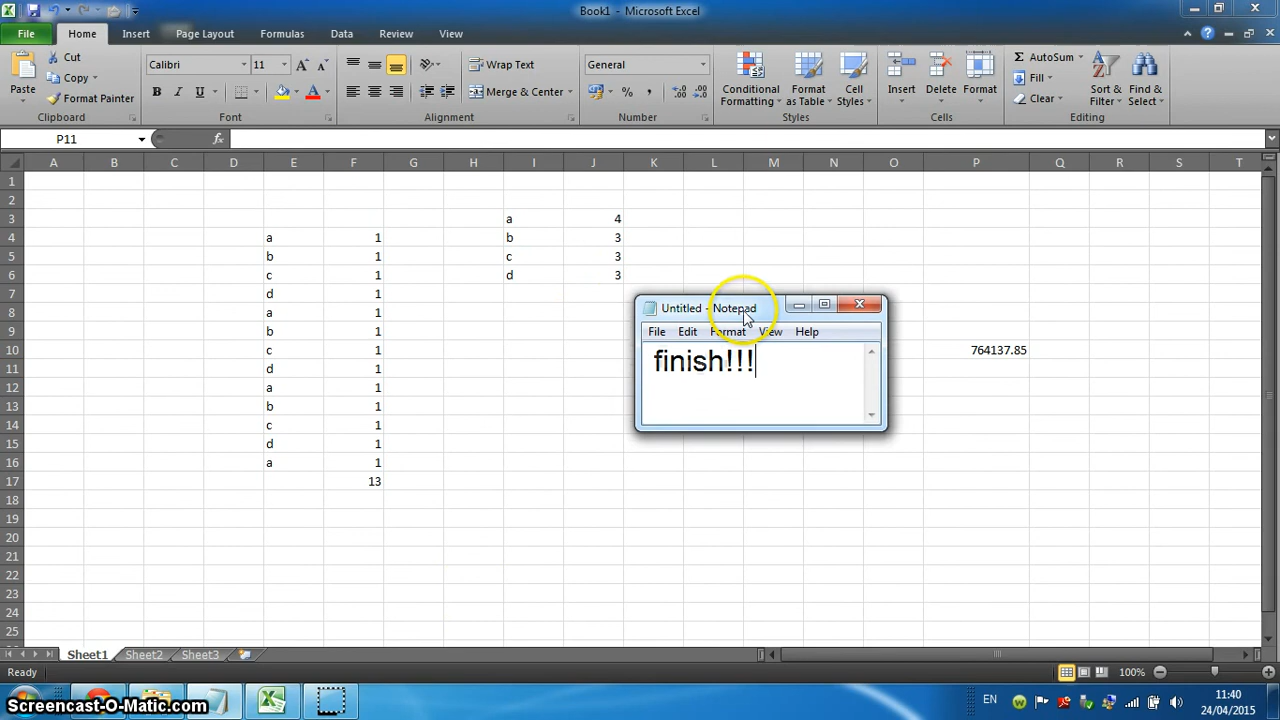 Book1 - Microsoft Excel
File Home Insert Page Layout Formulas Data Review View
Paste
Cut
Copy
Format Painter
Clipboard
Calibri 11
B I U
Font
Wrap Text
Merge & Center
Alignment
General
% ,
Number
Conditional Formatting
Format as Table
Cell Styles
Styles
Insert Delete Format
Cells
Σ AutoSum
Fill
Clear
Sort & Filter
Find & Select
Editing
P11 fx
A B C D E F G H I J K L M N O P Q R S T
1
2
3 a 4
4 a 1 b 3
5 b 1 c 3
6 c 1 d 3
7 d 1
8 a 1
9 b 1
10 c 1 764137.85
11 d 1
12 a 1
13 b 1
14 c 1
15 d 1
16 a 1
17 13
18
19
20
21
22
23
24
25
Untitled - Notepad
File Edit Format View Help
finish!!!
Sheet1 Sheet2 Sheet3
Ready 100%
Screencast-O-Matic.com
EN 11:40
24/04/2015